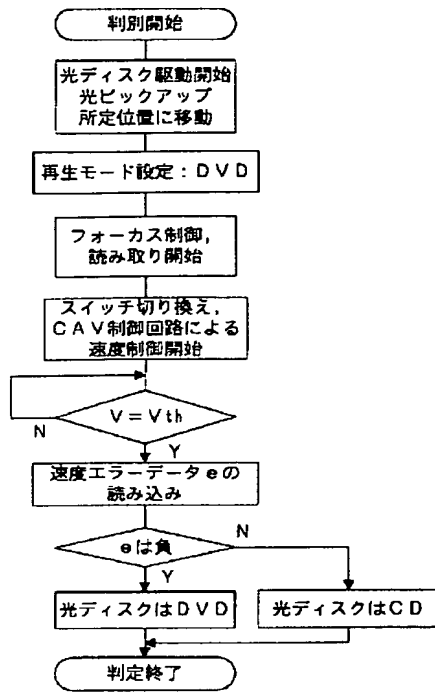 判別開始
光ディスク駆動開始
光ピックアップ
所定位置に移動
再生モード設定：ＤＶＤ
フォーカス制御，
読み取り開始
スイッチ切り換え，
ＣＡＶ制御回路による
速度制御開始
Ｖ＝Ｖth
N
Y
速度エラーデータｅの
読み込み
ｅは負
N
Y
光ディスクはＤＶＤ
光ディスクはＣＤ
判定終了